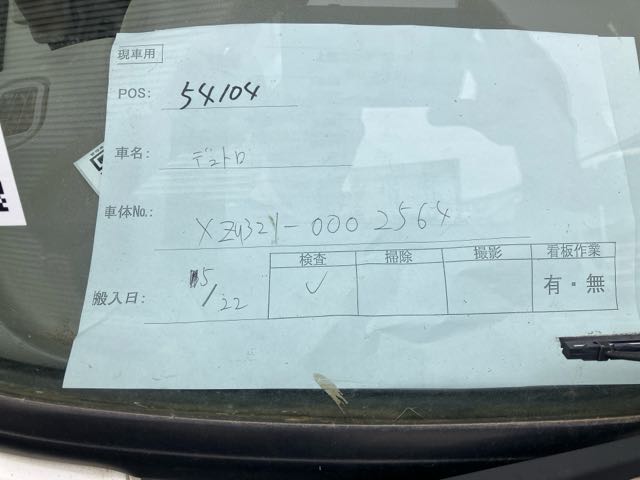 現車用
POS: 54104
車名: デュトロ
車体No.: XZU321-0002564
検査 掃除 撮影 看板作業
搬入日: 5/22 ✓ 有・無